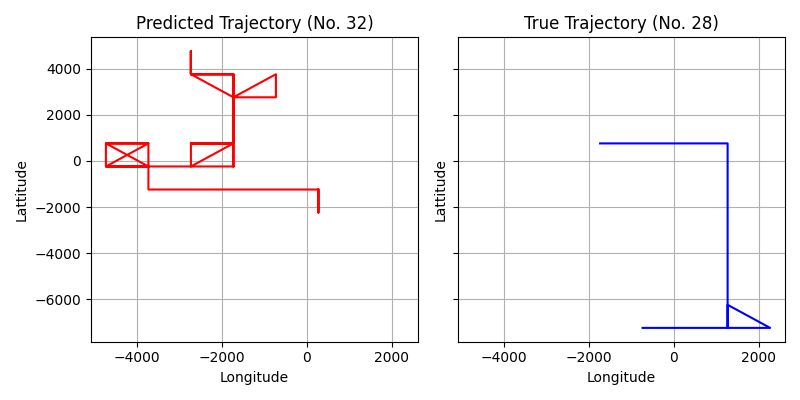 Predicted Trajectory (No. 32)
True Trajectory (No. 28)
4000
2000
0
−2000
−4000
−6000
Lattitude
Lattitude
−4000 −2000 0 2000
−4000 −2000 0 2000
Longitude
Longitude